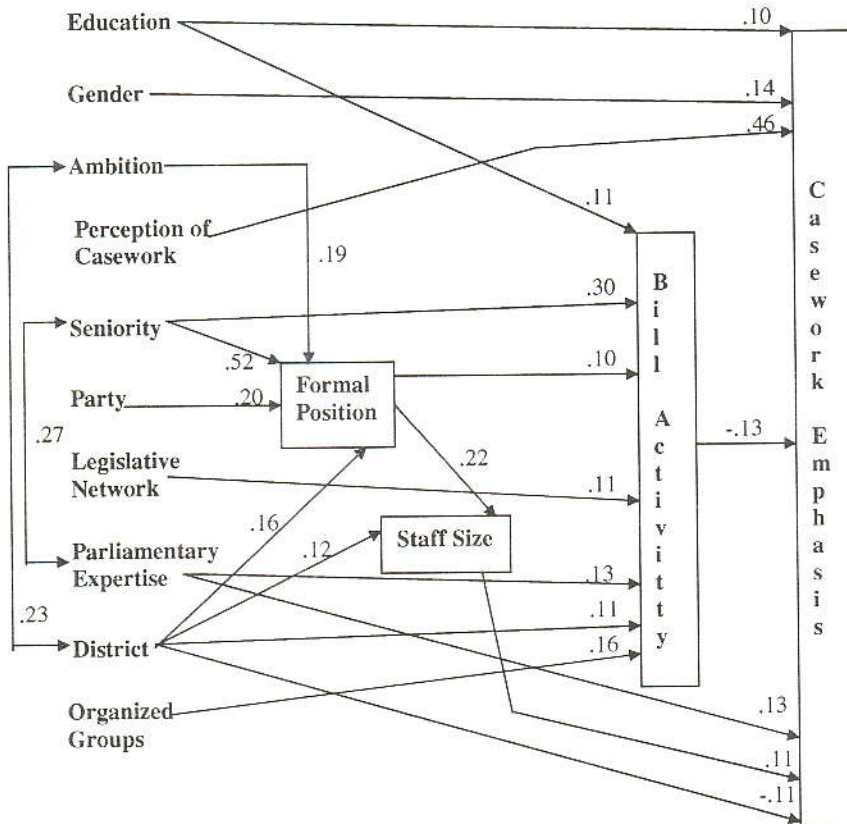 Education
.10
Gender
.14
.46
Ambition
.11
Perception of
Casework
.19
Casework Emphasis
Bill Activitty
Seniority
.30
.52
Formal
Position
.10
Party
.20
.27
-.13
Legislative
Network
.22
.11
.16
Staff Size
Parliamentary
Expertise
.12
.13
.23
District
.11
.16
Organized
Groups
.13
.11
-.11